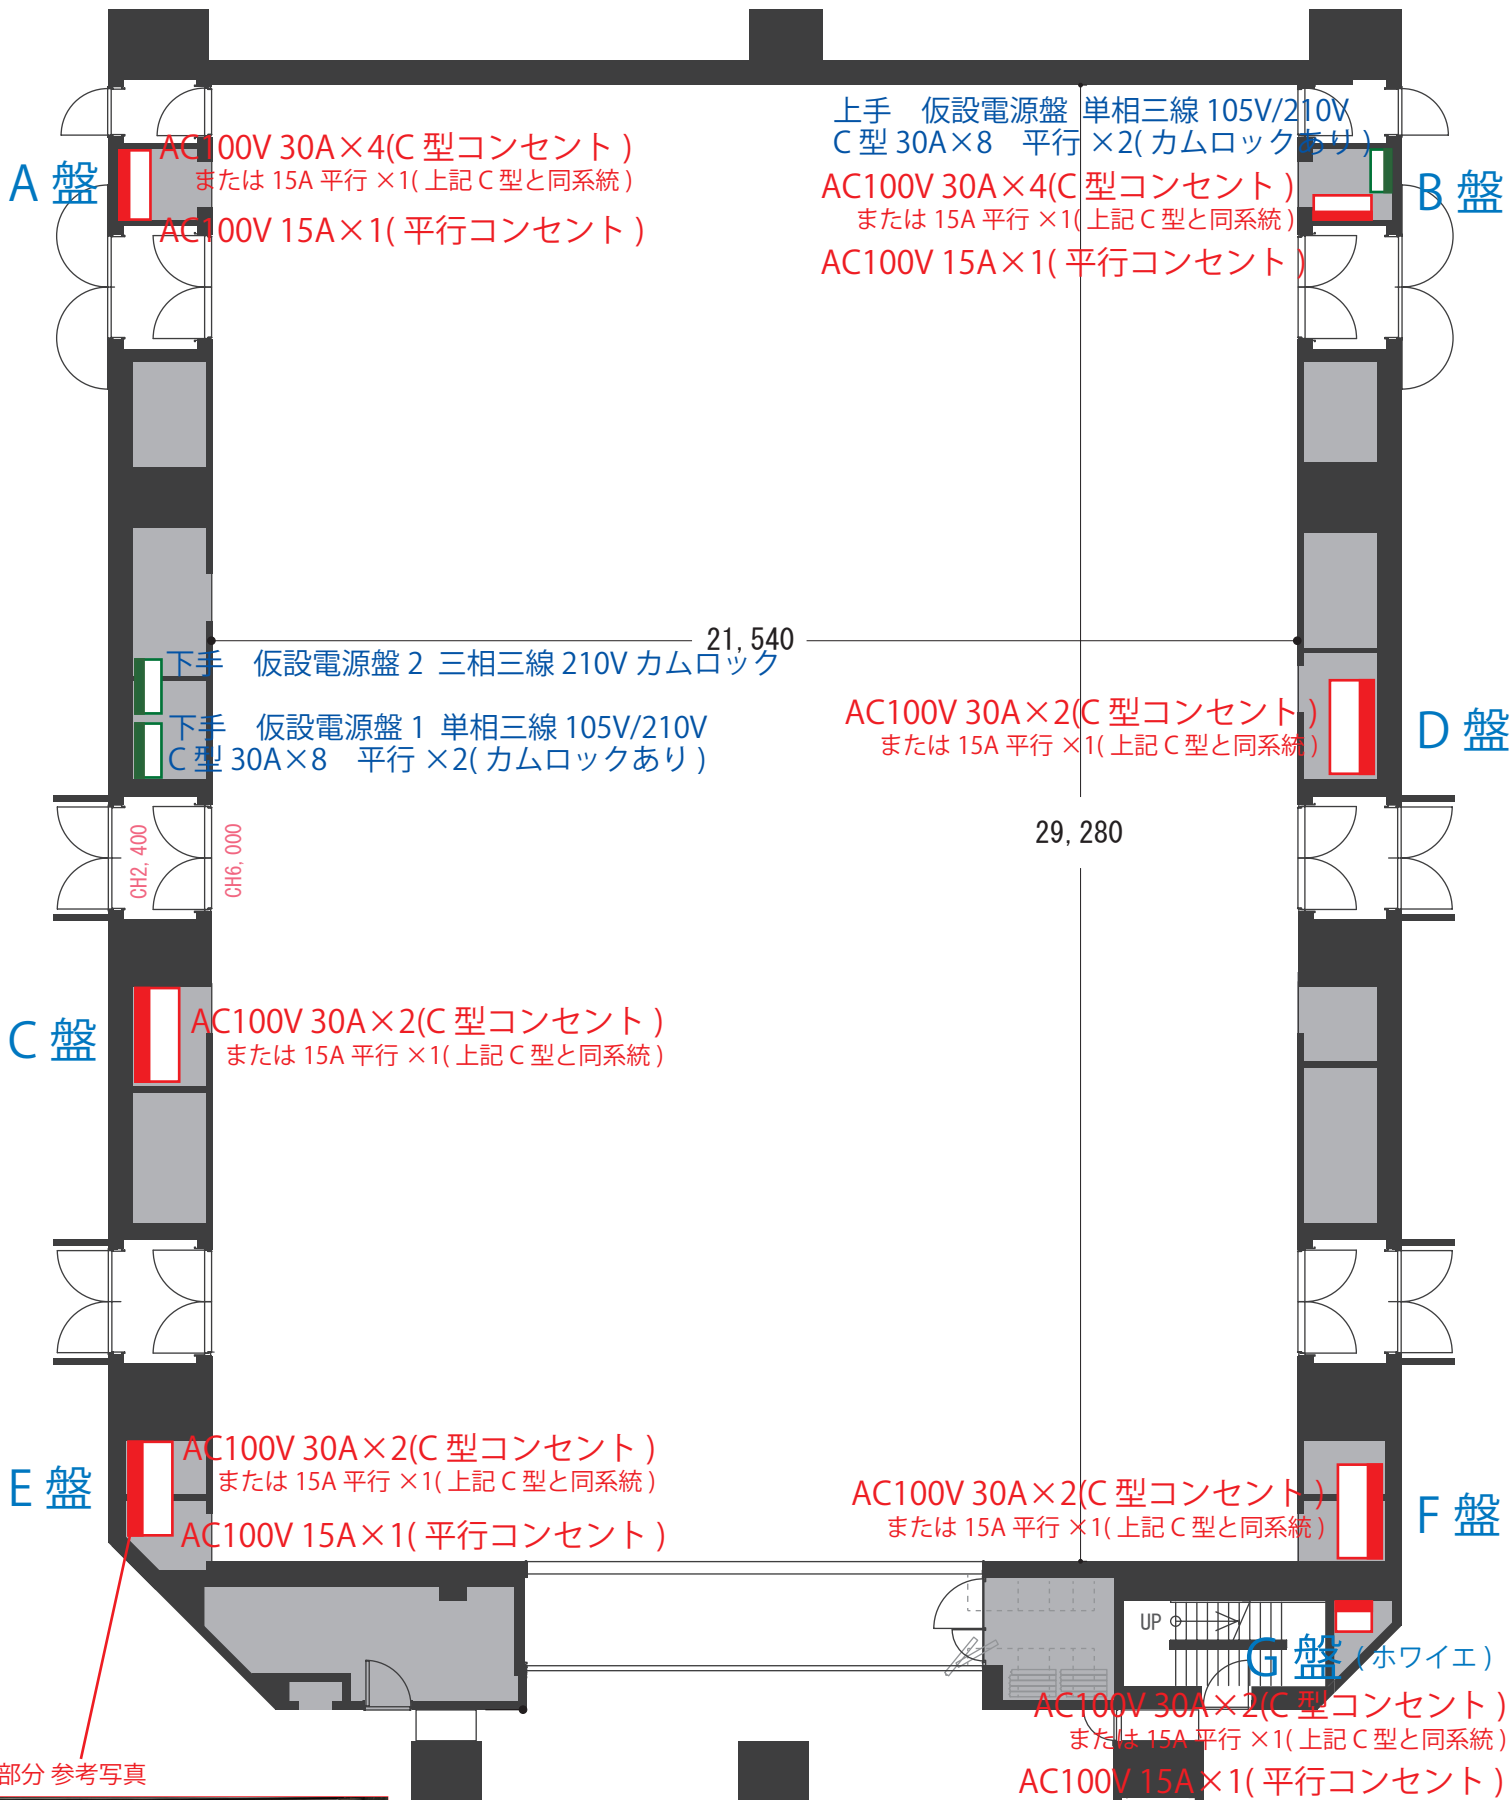 上手　仮設電源盤 単相三線 105V/210V
C 型 30A×8　平行 ×2( カムロックあり )
A 盤
AC100V 30A×4(C 型コンセント )
または 15A 平行 ×1( 上記 C 型と同系統 )
AC100V 15A×1( 平行コンセント )
B 盤
AC100V 30A×4(C 型コンセント )
または 15A 平行 ×1( 上記 C 型と同系統 )
AC100V 15A×1( 平行コンセント )
21,540
下手　仮設電源盤 2 三相三線 210V カムロック
下手　仮設電源盤 1 単相三線 105V/210V
C 型 30A×8　平行 ×2( カムロックあり )
AC100V 30A×2(C 型コンセント )
または 15A 平行 ×1( 上記 C 型と同系統 )
D 盤
29,280
CH2,400
CH6,000
C 盤
AC100V 30A×2(C 型コンセント )
または 15A 平行 ×1( 上記 C 型と同系統 )
E 盤
AC100V 30A×2(C 型コンセント )
または 15A 平行 ×1( 上記 C 型と同系統 )
AC100V 15A×1( 平行コンセント )
AC100V 30A×2(C 型コンセント )
または 15A 平行 ×1( 上記 C 型と同系統 )
F 盤
UP
G 盤 ( ホワイエ )
AC100V 30A×2(C 型コンセント )
または 15A 平行 ×1( 上記 C 型と同系統 )
AC100V 15A×1( 平行コンセント )
部分 参考写真